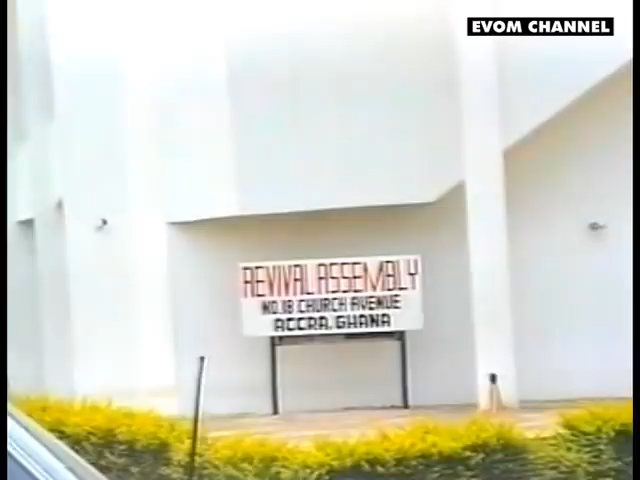 EVOM CHANNEL
REVIVAL ASSEMBLY
NO.18 CHURCH AVENUE
ACCRA, GHANA